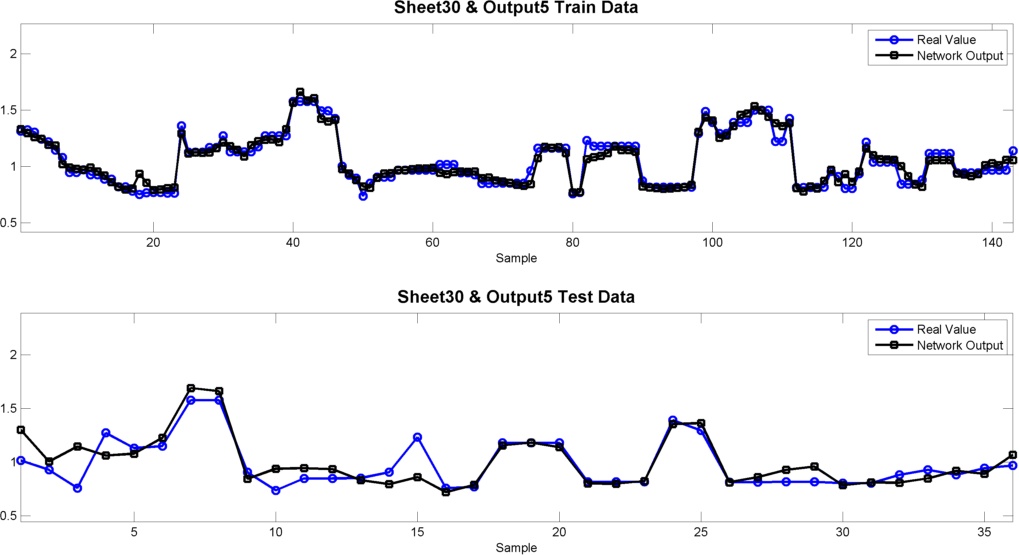 Sheet30 & Output5 Train Data
Real Value
Network Output
2
1.5
1
0.5
20
40
60
80
100
120
140
Sample
Sheet30 & Output5 Test Data
Real Value
Network Output
2
1.5
1
0.5
5
10
15
20
25
30
35
Sample